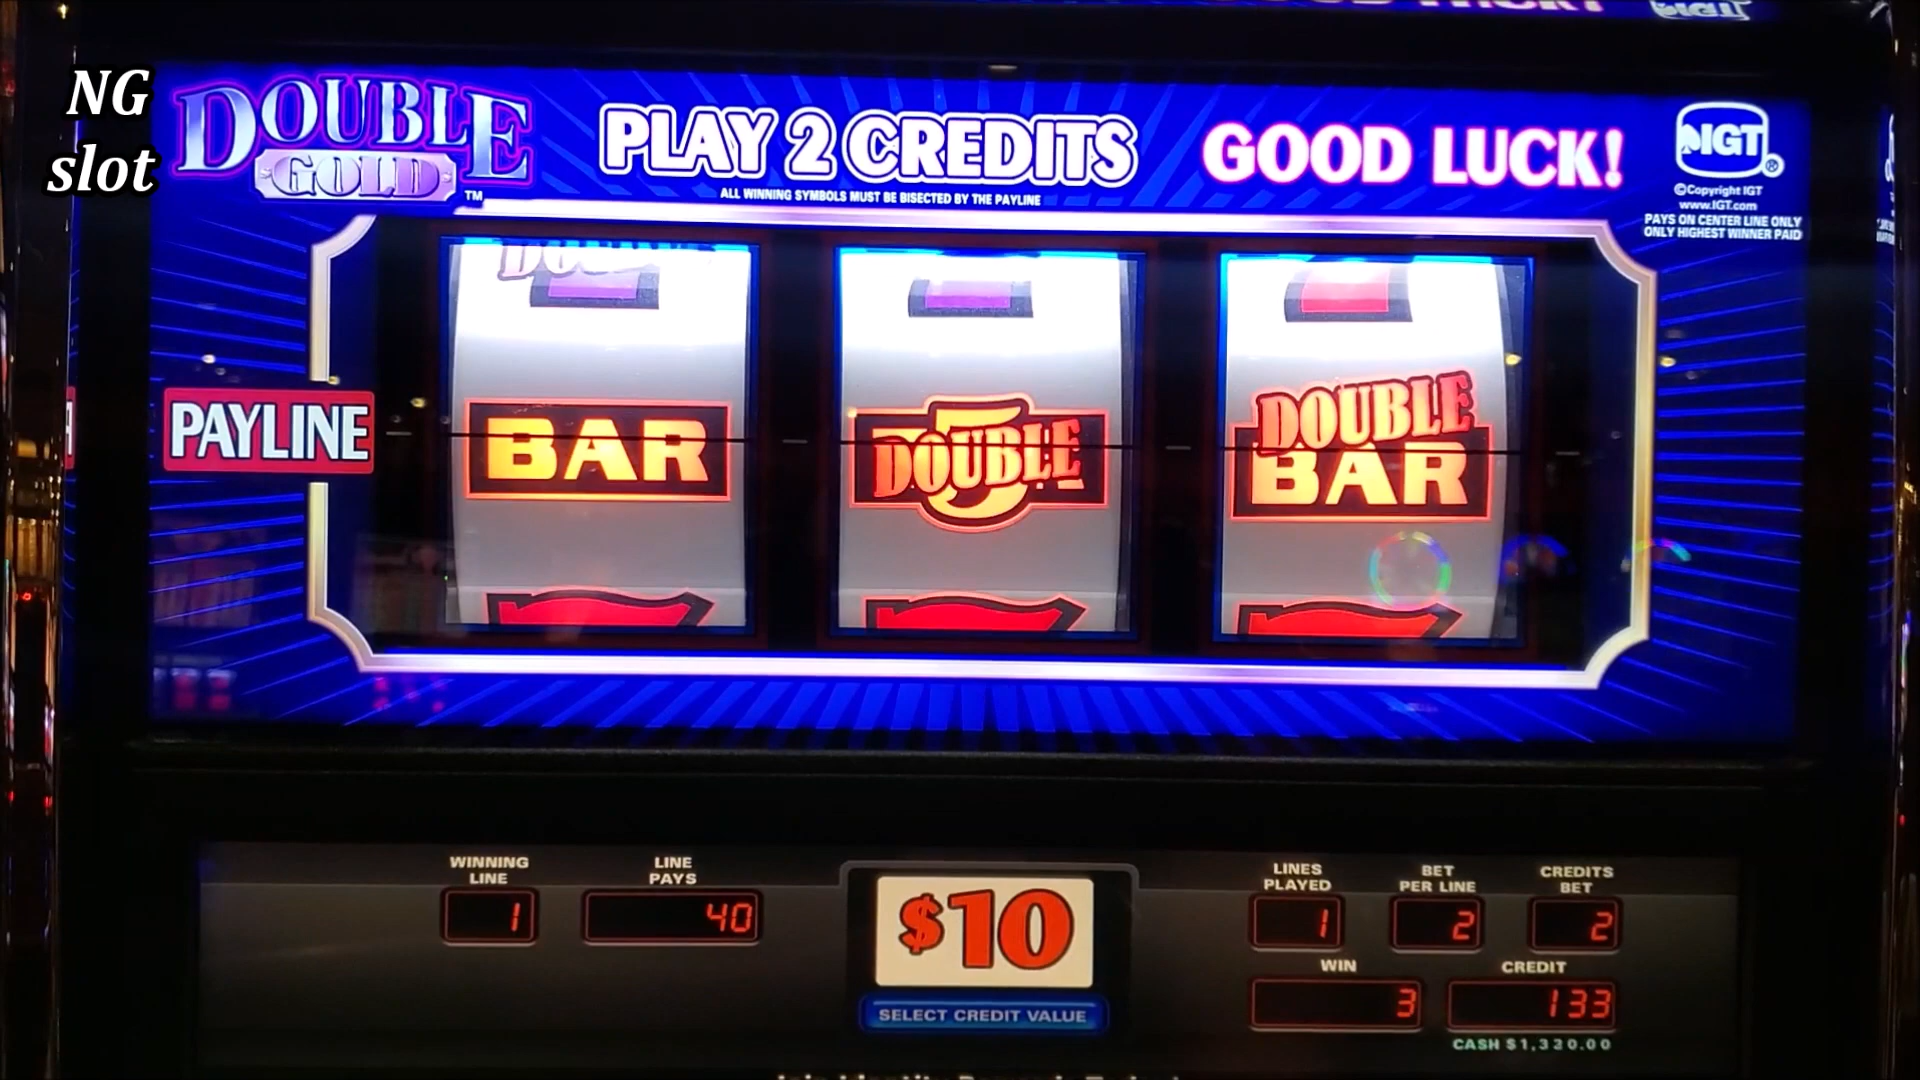 NG
slot
DOUBLE
GOLD™
PLAY 2 CREDITS
ALL WINNING SYMBOLS MUST BE BISECTED BY THE PAYLINE
GOOD LUCK!
IGT®
©Copyright IGT
www.IGT.com
PAYS ON CENTER LINE ONLY
ONLY HIGHEST WINNER PAID
DOUBLE
PAYLINE
BAR
5
DOUBLE
DOUBLE
BAR
WINNING
LINE
1
LINE
PAYS
40
$10
SELECT CREDIT VALUE
LINES
PLAYED
1
BET
PER LINE
2
CREDITS
BET
2
WIN
3
CREDIT
133
CASH $1,320.00